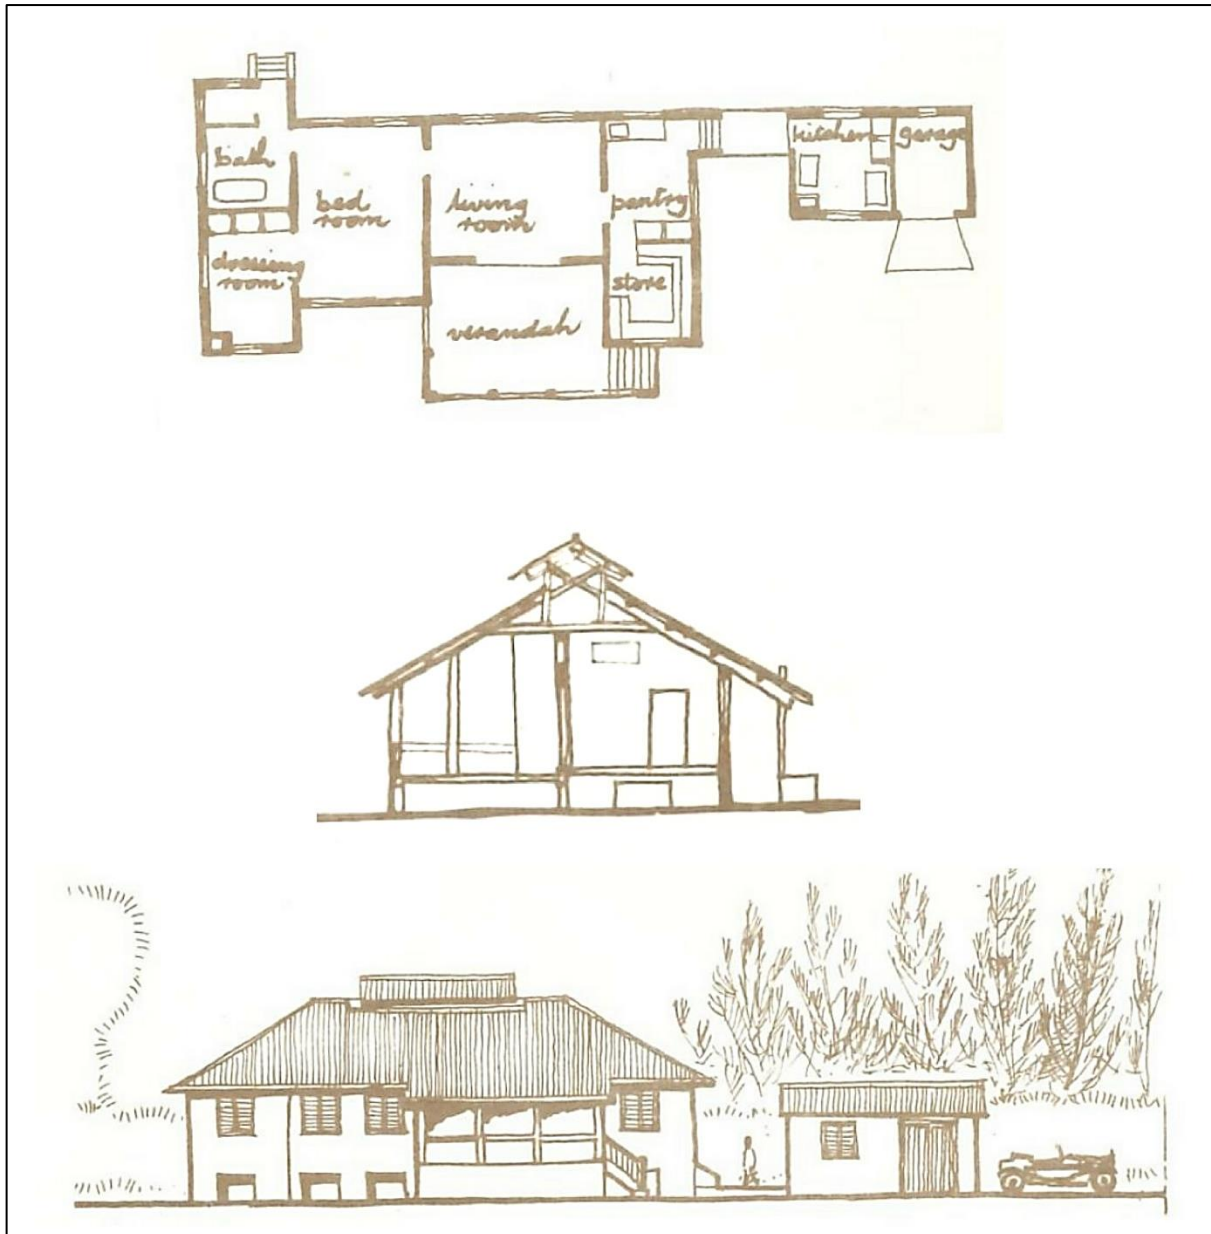 kitchen
garage
bath
bed
room
living
room
pantry
dressing
room
store
verandah